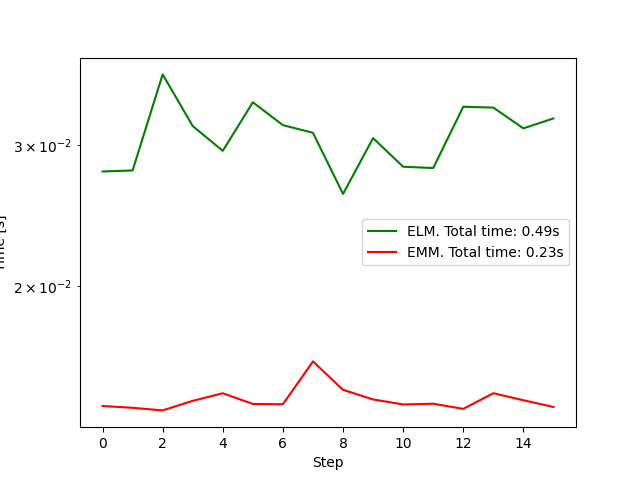 3 × 10⁻²
2 × 10⁻²
ELM. Total time: 0.49s
EMM. Total time: 0.23s
0 2 4 6 8 10 12 14
Step